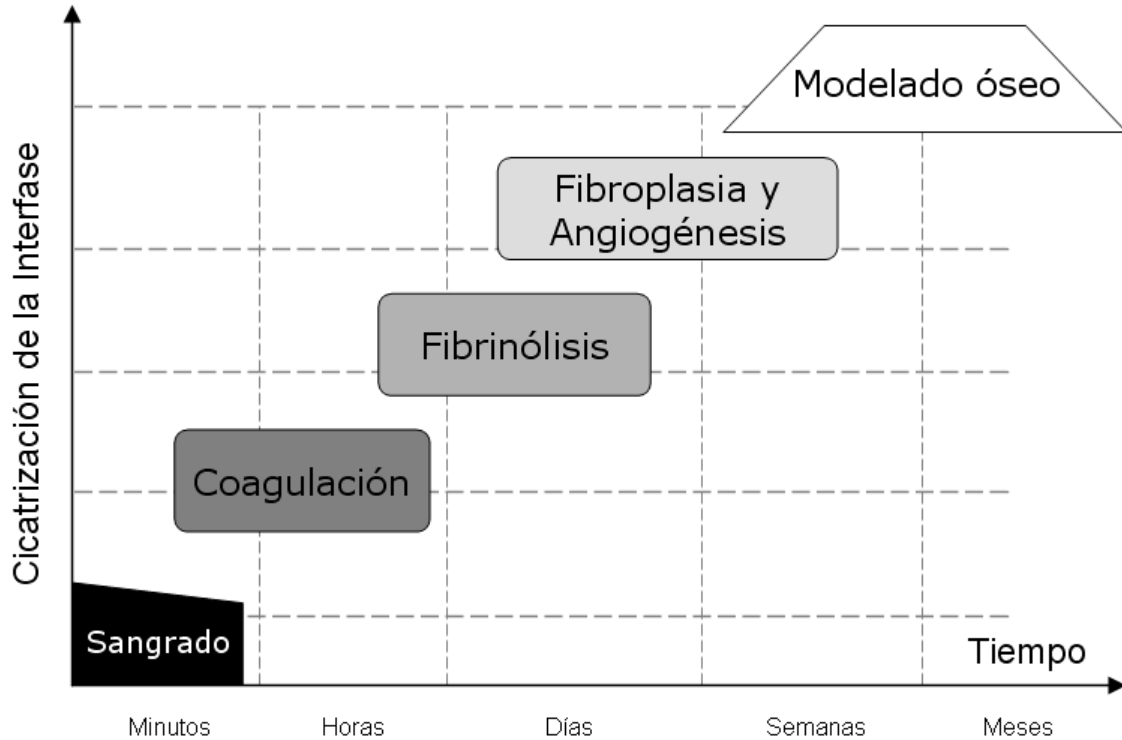 Modelado óseo
Fibroplasia y
Angiogénesis
Fibrinólisis
Coagulación
Sangrado
Cicatrización de la Interfase
Tiempo
Minutos
Horas
Días
Semanas
Meses